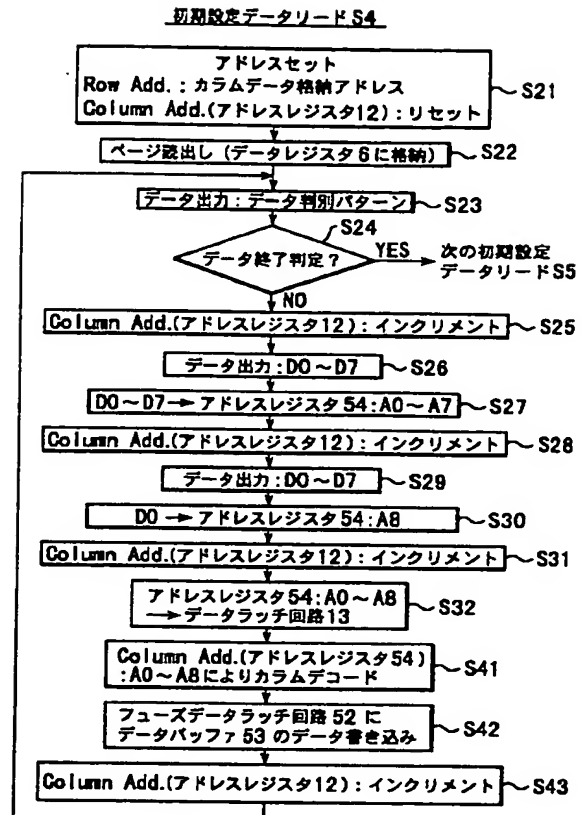 初期設定データリード S4
アドレスセット
Row Add. : カラムデータ格納アドレス
Column Add.(アドレスレジスタ12) : リセット
S21
ページ読出し (データレジスタ6に格納)
S22
データ出力 : データ判別パターン
S23
S24
データ終了判定 ?
YES
次の初期設定
データリードS5
NO
Column Add.(アドレスレジスタ12) : インクリメント
S25
データ出力 : D0～D7
S26
D0～D7 → アドレスレジスタ54 : A0～A7
S27
Column Add.(アドレスレジスタ12) : インクリメント
S28
データ出力 : D0～D7
S29
D0 → アドレスレジスタ54 : A8
S30
Column Add.(アドレスレジスタ12) : インクリメント
S31
アドレスレジスタ54 : A0～A8
→ データラッチ回路13
S32
Column Add.(アドレスレジスタ54)
: A0～A8によりカラムデコード
S41
フューズデータラッチ回路52に
データバッファ53のデータ書き込み
S42
Column Add.(アドレスレジスタ12) : インクリメント
S43